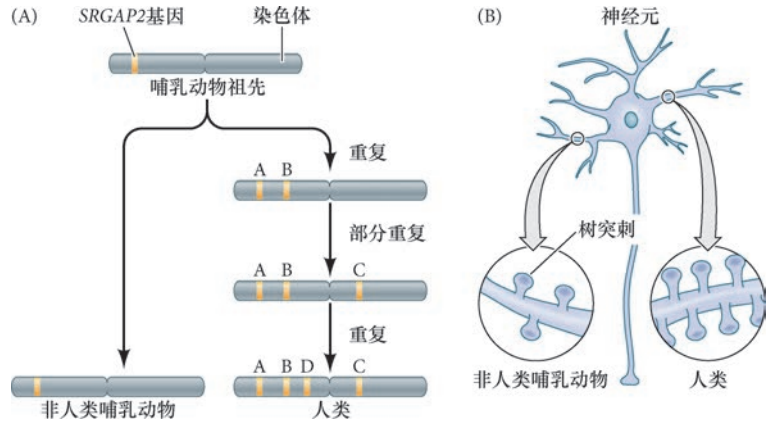 (A)
SRGAP2基因
染色体
哺乳动物祖先
重复
A B
部分重复
A B C
重复
A B D C
非人类哺乳动物
人类
(B)
神经元
树突刺
非人类哺乳动物
人类